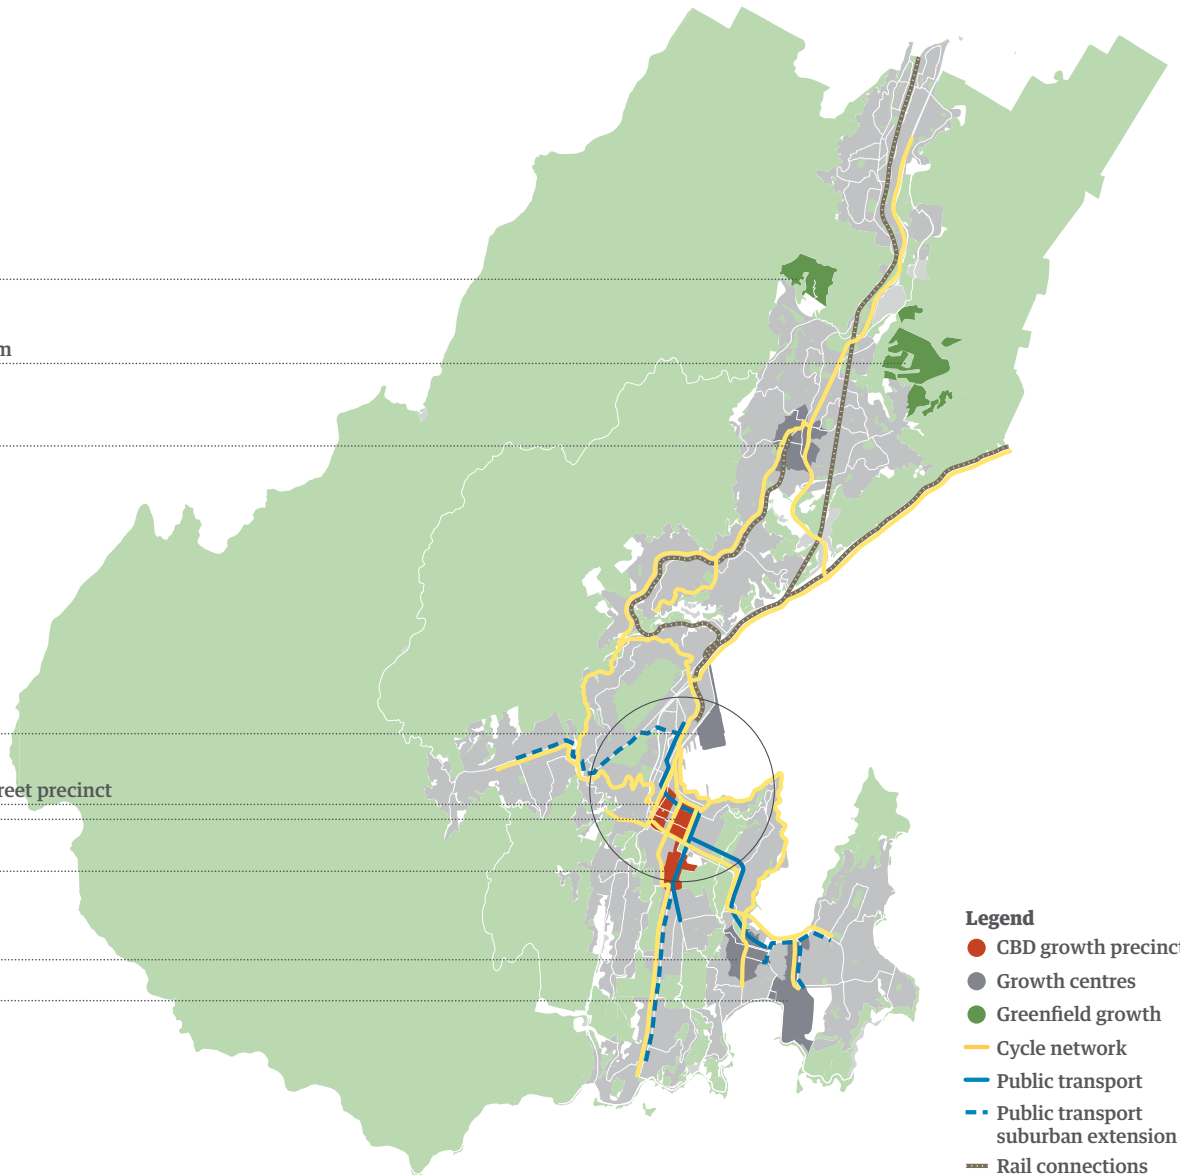 m
reet precinct
Legend
CBD growth precinct
Growth centres
Greenfield growth
Cycle network
Public transport
Public transport
suburban extension
Rail connections